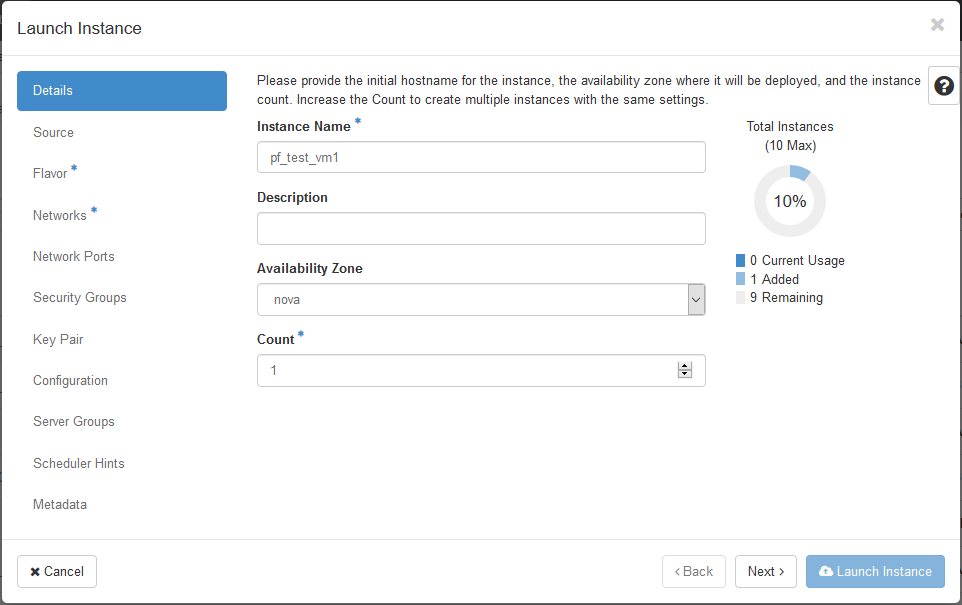 Launch Instance
Details
Source
Flavor *
Networks *
Network Ports
Security Groups
Key Pair
Configuration
Server Groups
Scheduler Hints
Metadata
Please provide the initial hostname for the instance, the availability zone where it will be deployed, and the instance
count. Increase the Count to create multiple instances with the same settings.
Instance Name *
pf_test_vm1
Description
Availability Zone
nova
Count *
1
Total Instances
(10 Max)
10%
0 Current Usage
1 Added
9 Remaining
✖ Cancel
< Back
Next >
Launch Instance